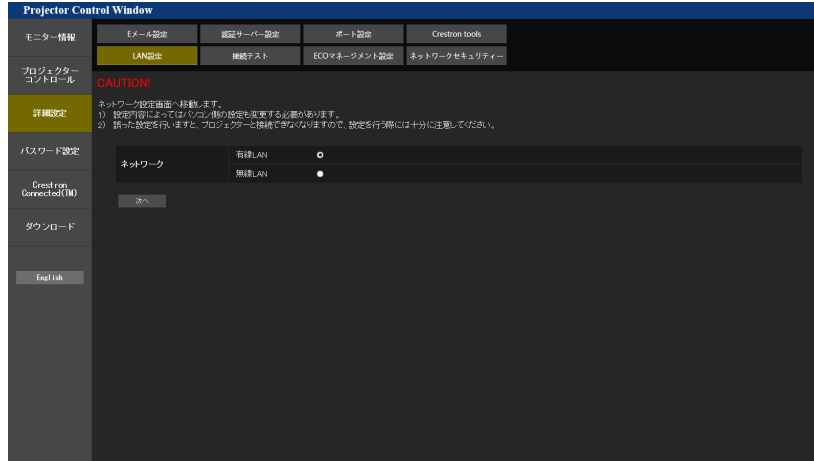 Projector Control Window
モニター情報
プロジェクター
コントロール
詳細設定
パスワード設定
Crestron
Connected(TM)
ダウンロード
English
Eメール設定
認証サーバー設定
ポート設定
Crestron tools
LAN設定
接続テスト
ECOマネージメント設定
ネットワークセキュリティー
CAUTION!
ネットワーク設定画面へ移動します。
1) 設定内容によってはパソコン側の設定も変更する必要があります。
2) 誤った設定を行いますと、プロジェクターと接続できなくなりますので、設定を行う際には十分に注意してください。
ネットワーク
有線LAN
無線LAN
次へ